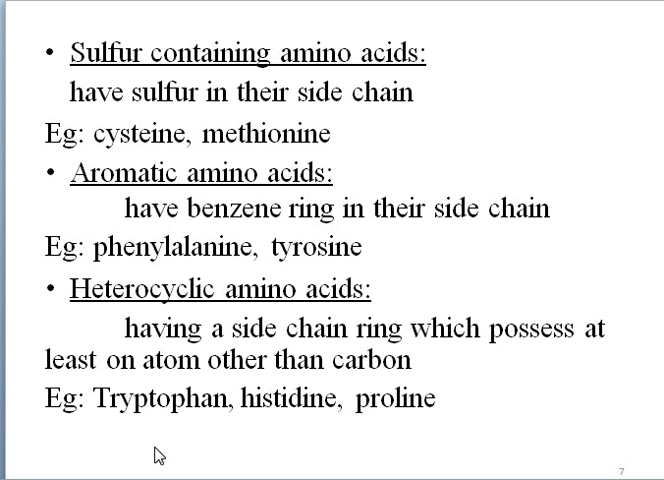 • Sulfur containing amino acids:
have sulfur in their side chain
Eg: cysteine, methionine
• Aromatic amino acids:
have benzene ring in their side chain
Eg: phenylalanine, tyrosine
• Heterocyclic amino acids:
having a side chain ring which possess at
least on atom other than carbon
Eg: Tryptophan, histidine, proline
7